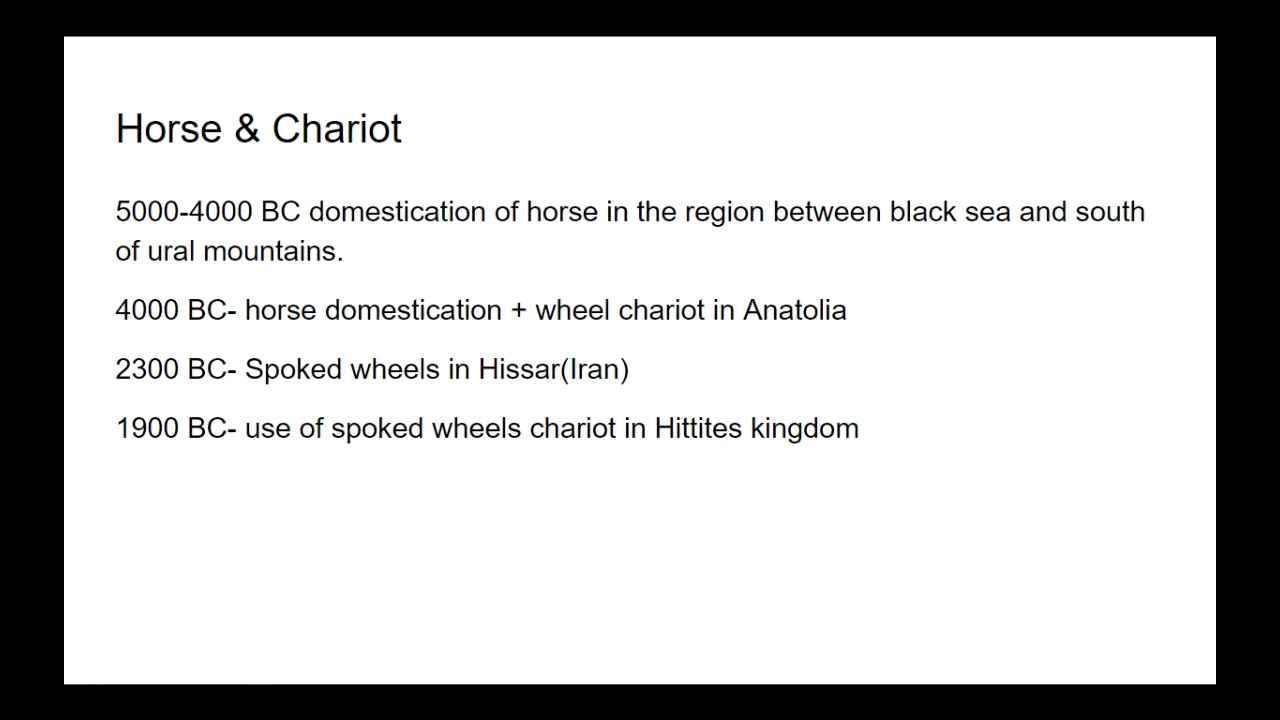 Horse & Chariot
5000-4000 BC domestication of horse in the region between black sea and south
of ural mountains.
4000 BC- horse domestication + wheel chariot in Anatolia
2300 BC- Spoked wheels in Hissar(Iran)
1900 BC- use of spoked wheels chariot in Hittites kingdom